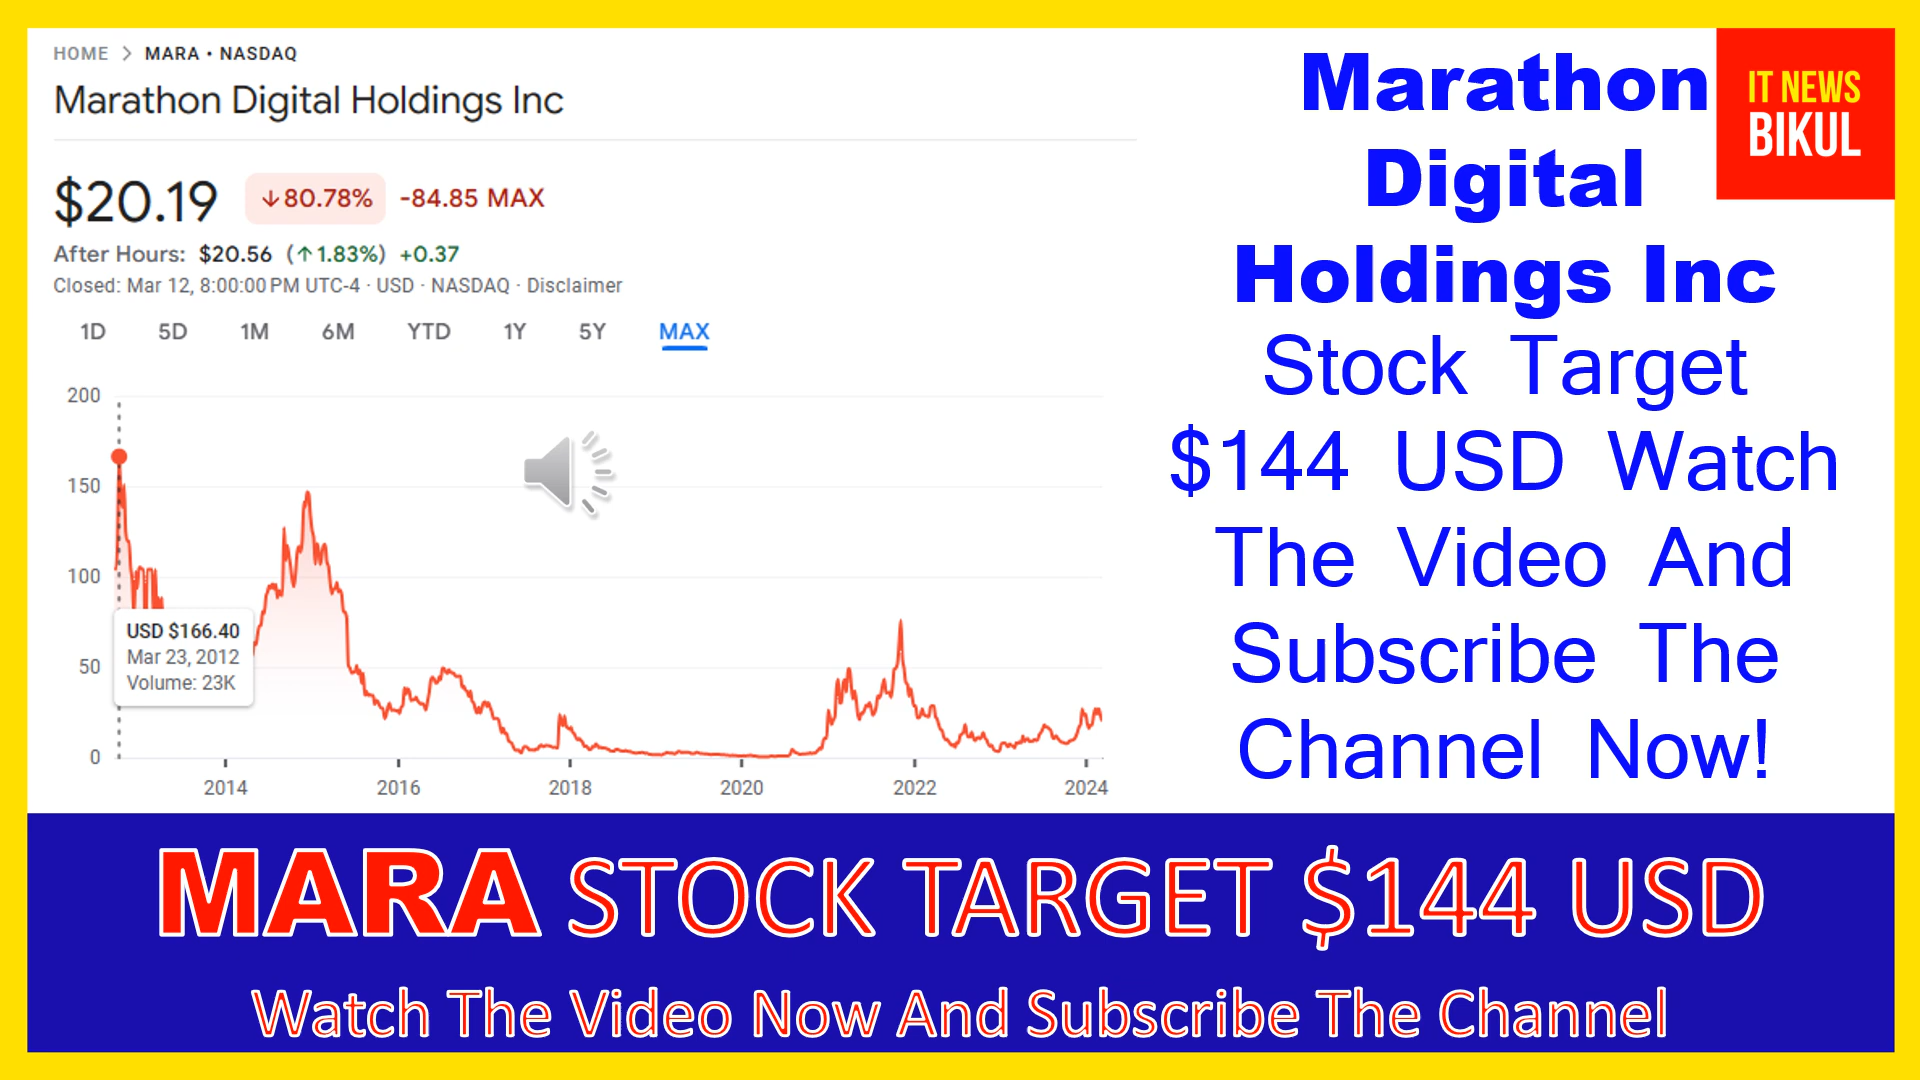 HOME > MARA • NASDAQ
Marathon Digital Holdings Inc
$20.19 ↓80.78% -84.85 MAX
After Hours: $20.56 (↑1.83%) +0.37
Closed: Mar 12, 8:00:00 PM UTC-4 · USD · NASDAQ · Disclaimer
1D 5D 1M 6M YTD 1Y 5Y MAX
200
150
100
50
0
USD $166.40
Mar 23, 2012
Volume: 23K
2014 2016 2018 2020 2022 2024
Marathon
Digital
Holdings Inc
Stock Target
$144 USD Watch
The Video And
Subscribe The
Channel Now!
IT NEWS
BIKUL
MARA STOCK TARGET $144 USD
Watch The Video Now And Subscribe The Channel